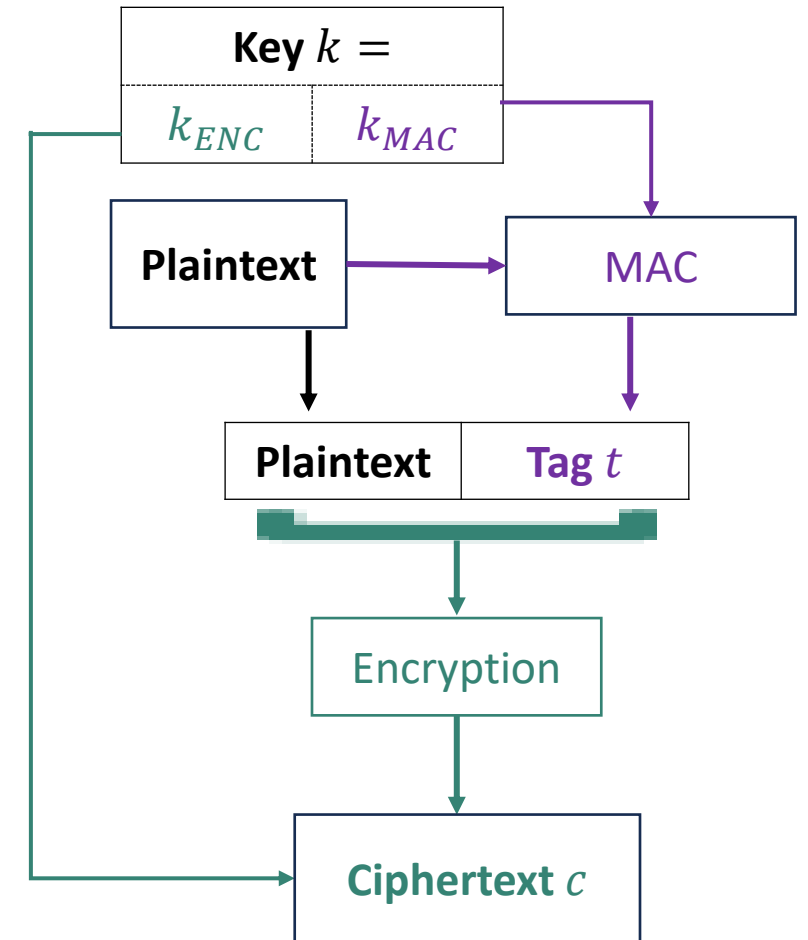 Key k =
k_ENC k_MAC
Plaintext MAC
Plaintext Tag t
Encryption
Ciphertext c